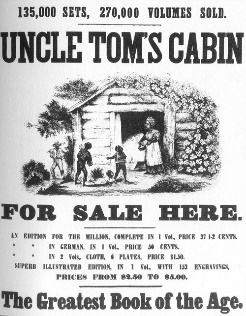 135,000 SETS, 270,000 VOLUMES SOLD.
UNCLE TOM'S CABIN
FOR SALE HERE.
AN EDITION FOR THE MILLION, COMPLETE IN 1 Vol., PRICE 37 1-2 CENTS.
" " IN GERMAN, IN 1 Vol., PRICE 50 CENTS.
" " IN 2 Vols., CLOTH, 6 PLATES, PRICE $1.50.
SUPERB ILLUSTRATED EDITION, IN 1 Vol., WITH 153 ENGRAVINGS,
PRICES FROM $2.50 TO $5.00.
The Greatest Book of the Age.